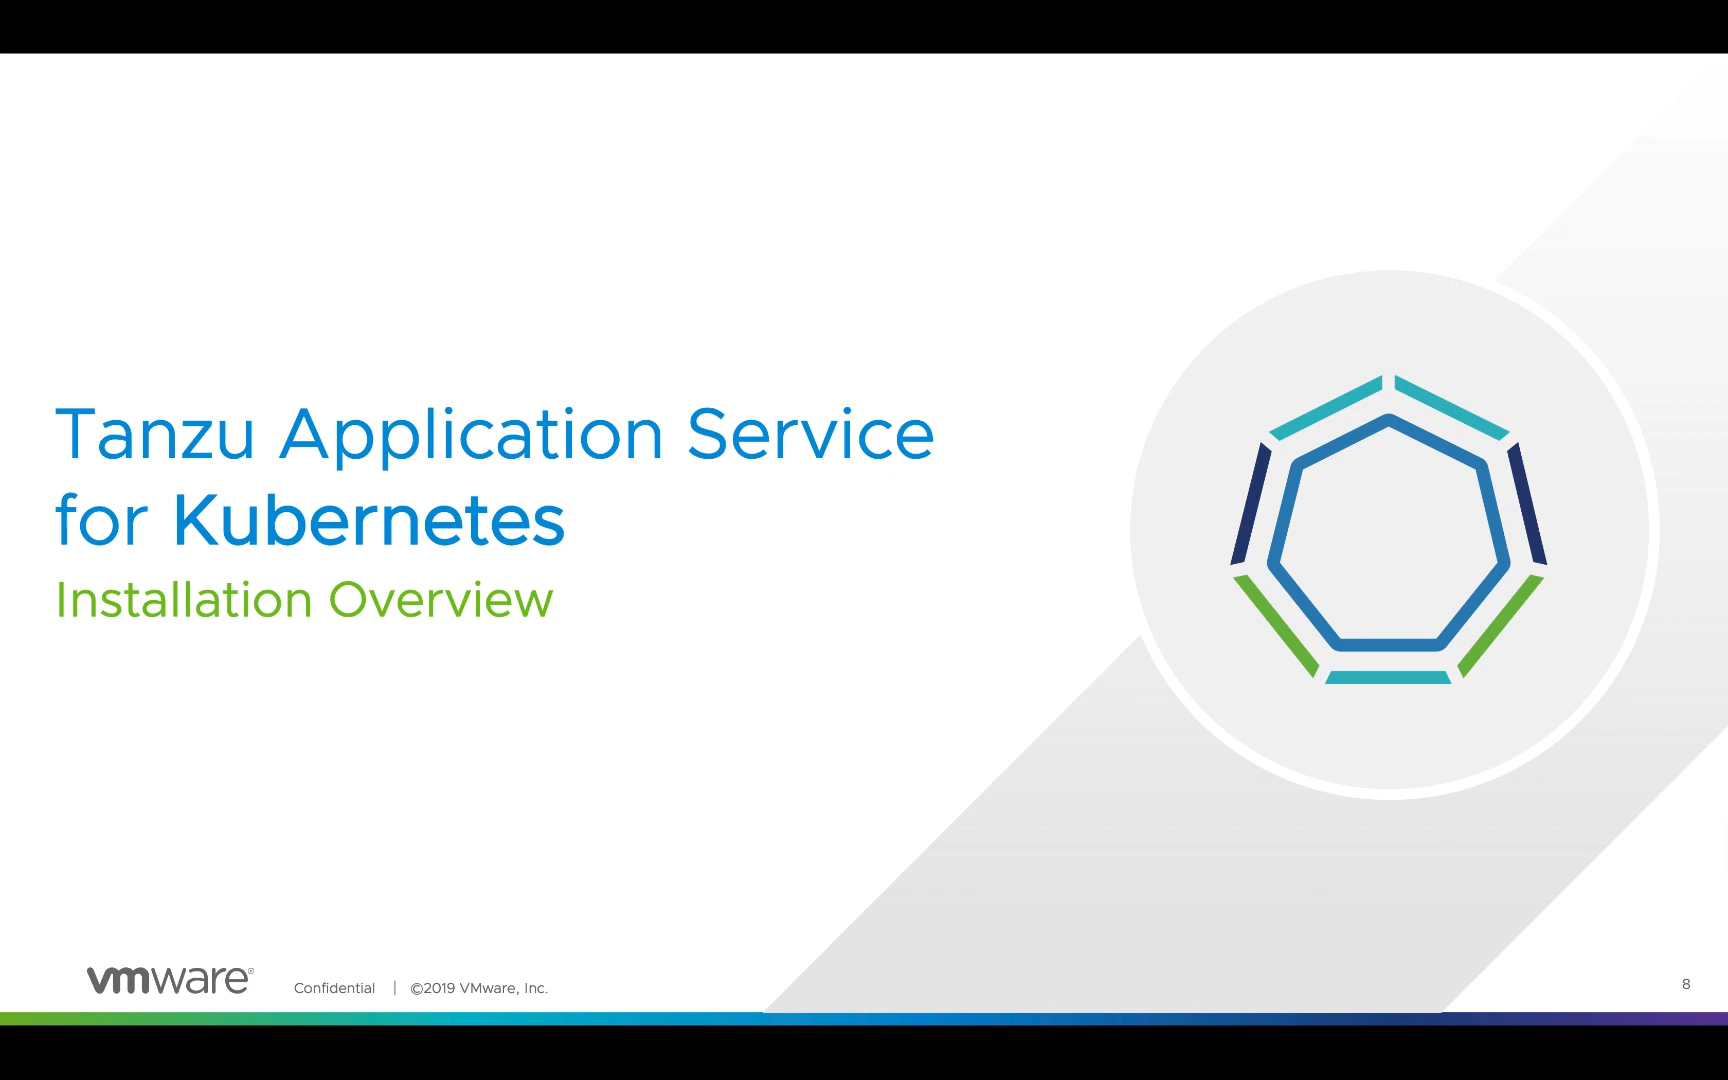 Tanzu Application Service
for Kubernetes
Installation Overview
vmware®
Confidential | ©2019 VMware, Inc.
8